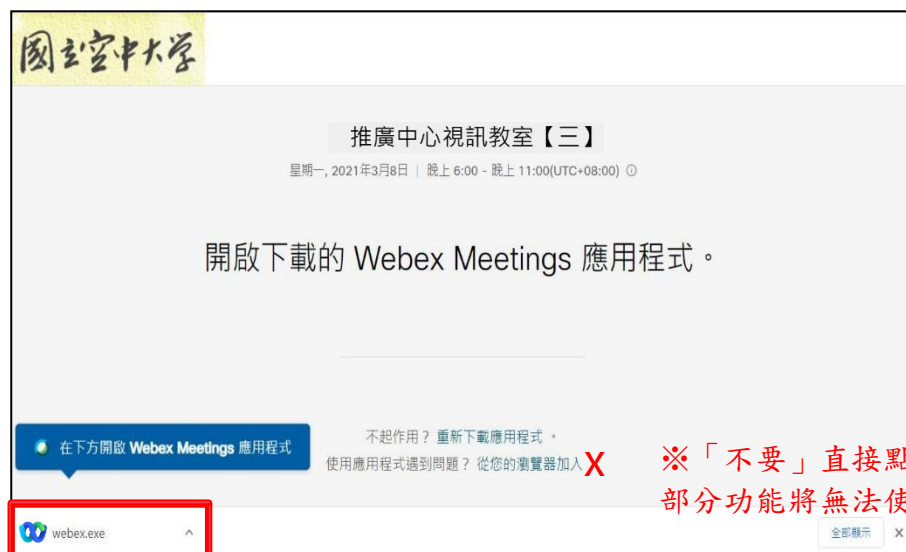 國立空中大学
推廣中心視訊教室【三】
星期一, 2021年3月8日 | 晚上 6:00 - 晚上 11:00(UTC+08:00)
開啟下載的 Webex Meetings 應用程式。
在下方開啟 Webex Meetings 應用程式
不起作用？ 重新下載應用程式 。
使用應用程式遇到問題？ 從您的瀏覽器加入 X
※「不要」直接點
部分功能將無法使
webex.exe
全部顯示 X